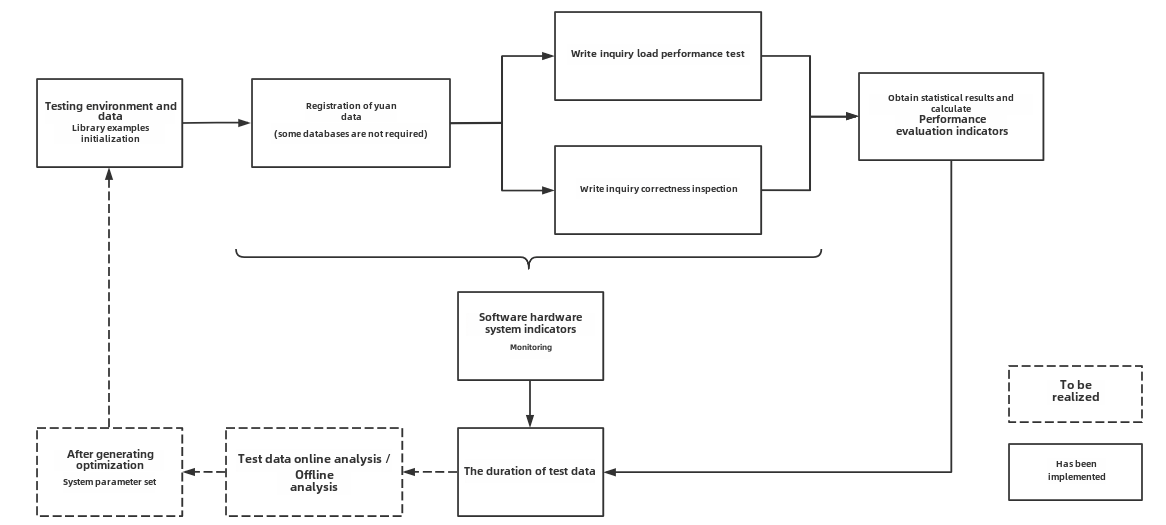 Testing environment and
data
Library examples
initialization
Registration of yuan
data
(some databases are not required)
Write inquiry load performance test
Write inquiry correctness inspection
Obtain statistical results and
calculate
Performance
evaluation indicators
Software hardware
system indicators
Monitoring
To be
realized
Has been
implemented
The duration of test data
Test data online analysis /
Offline
analysis
After generating
optimization
System parameter set